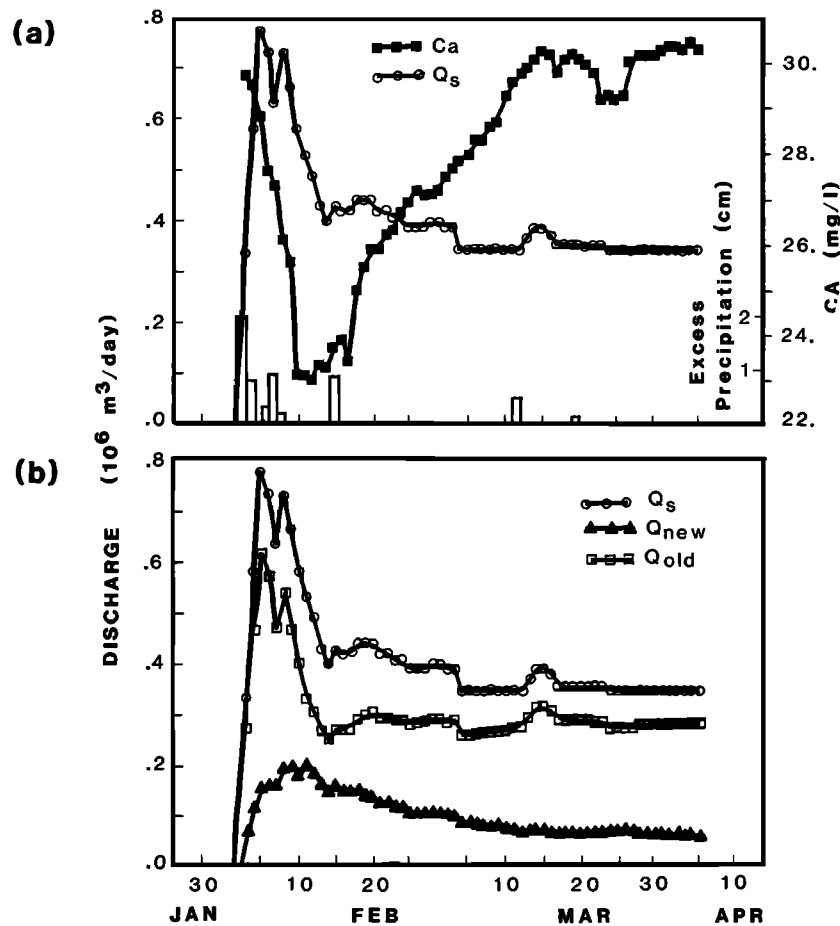 (a)
.8
.6
.4
.2
.0
Ca
Qs
30.
28.
26.
24.
22.
2
1
Excess
Precipitation (cm)
CA (mg/l)
DISCHARGE (10⁶ m³/day)
(b)
.8
.6
.4
.2
.0
Qs
Qnew
Qold
30 10 20 10 20 30 10
JAN FEB MAR APR